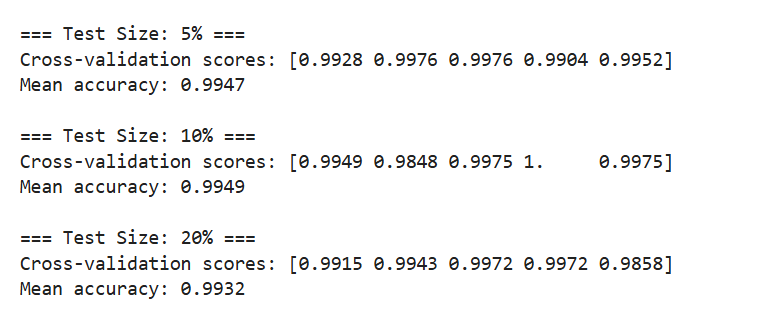 === Test Size: 5% ===
Cross-validation scores: [0.9928 0.9976 0.9976 0.9904 0.9952]
Mean accuracy: 0.9947
=== Test Size: 10% ===
Cross-validation scores: [0.9949 0.9848 0.9975 1.     0.9975]
Mean accuracy: 0.9949
=== Test Size: 20% ===
Cross-validation scores: [0.9915 0.9943 0.9972 0.9972 0.9858]
Mean accuracy: 0.9932